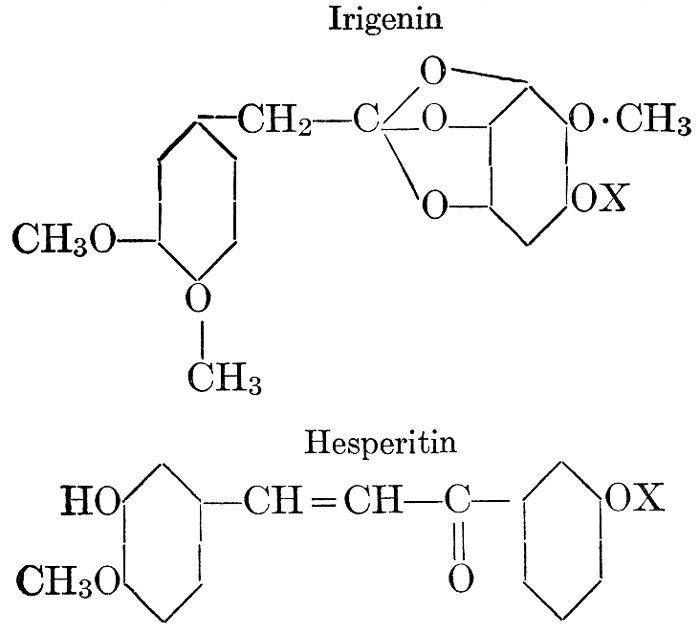 Irigenin
O
CH₂ C O O·CH₃
O OX
CH₃O
O
CH₃
Hesperitin
HO CH=CH C OX
CH₃O O